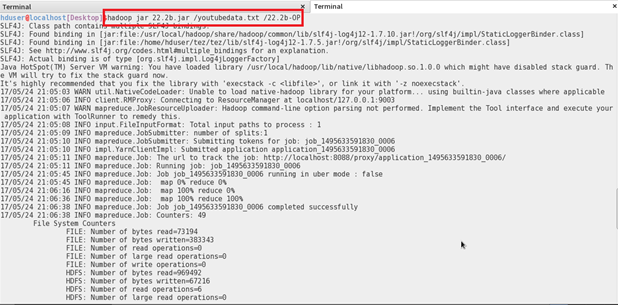 Terminal
Terminal
hduser@localhost[Desktop]$hadoop jar 22.2b.jar /youtubedata.txt /22.2b-OP
SLF4J: Class path contains multiple SLF4J bindings.
SLF4J: Found binding in [jar:file:/usr/local/hadoop/share/hadoop/common/lib/slf4j-log4j12-1.7.10.jar!/org/slf4j/impl/StaticLoggerBinder.class]
SLF4J: Found binding in [jar:file:/home/hduser/tez/tez/lib/slf4j-log4j12-1.7.5.jar!/org/slf4j/impl/StaticLoggerBinder.class]
SLF4J: See http://www.slf4j.org/codes.html#multiple_bindings for an explanation.
SLF4J: Actual binding is of type [org.slf4j.impl.Log4jLoggerFactory]
Java HotSpot(TM) Server VM warning: You have loaded library /usr/local/hadoop/lib/native/libhadoop.so.1.0.0 which might have disabled stack guard. Th
e VM will try to fix the stack guard now.
It's highly recommended that you fix the library with 'execstack -c <libfile>', or link it with '-z noexecstack'.
17/05/24 21:05:03 WARN util.NativeCodeLoader: Unable to load native-hadoop library for your platform... using builtin-java classes where applicable
17/05/24 21:05:06 INFO client.RMProxy: Connecting to ResourceManager at localhost/127.0.0.1:9003
17/05/24 21:05:07 WARN mapreduce.JobResourceUploader: Hadoop command-line option parsing not performed. Implement the Tool interface and execute your
application with ToolRunner to remedy this.
17/05/24 21:05:08 INFO input.FileInputFormat: Total input paths to process : 1
17/05/24 21:05:09 INFO mapreduce.JobSubmitter: number of splits:1
17/05/24 21:05:10 INFO mapreduce.JobSubmitter: Submitting tokens for job: job_1495633591830_0006
17/05/24 21:05:10 INFO impl.YarnClientImpl: Submitted application application_1495633591830_0006
17/05/24 21:05:11 INFO mapreduce.Job: The url to track the job: http://localhost:8088/proxy/application_1495633591830_0006/
17/05/24 21:05:11 INFO mapreduce.Job: Running job: job_1495633591830_0006
17/05/24 21:05:45 INFO mapreduce.Job: Job job_1495633591830_0006 running in uber mode : false
17/05/24 21:05:45 INFO mapreduce.Job: map 0% reduce 0%
17/05/24 21:06:16 INFO mapreduce.Job: map 100% reduce 0%
17/05/24 21:06:36 INFO mapreduce.Job: map 100% reduce 100%
17/05/24 21:06:38 INFO mapreduce.Job: Job job_1495633591830_0006 completed successfully
17/05/24 21:06:38 INFO mapreduce.Job: Counters: 49
File System Counters
FILE: Number of bytes read=73194
FILE: Number of bytes written=383343
FILE: Number of read operations=0
FILE: Number of large read operations=0
FILE: Number of write operations=0
HDFS: Number of bytes read=969492
HDFS: Number of bytes written=67216
HDFS: Number of read operations=6
HDFS: Number of large read operations=0